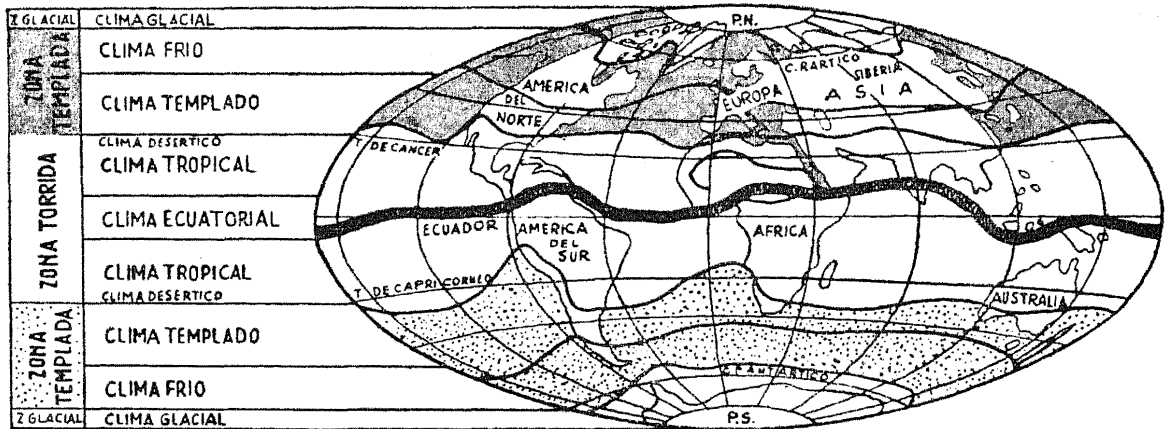 Z GLACIAL
CLIMA GLACIAL
ZONA
TEMPLADA
CLIMA FRIO
CLIMA TEMPLADO
ZONA TORRIDA
CLIMA DESERTICO
CLIMA TROPICAL
CLIMA ECUATORIAL
CLIMA TROPICAL
CLIMA DESERTICO
ZONA
TEMPLADA
CLIMA TEMPLADO
CLIMA FRIO
Z GLACIAL
CLIMA GLACIAL
P.N.
C. P. ARTICO
SIBERIA
AMERICA
DEL
NORTE
EUROPA
ASIA
T. DE CANCER
ECUADOR
AMERICA
DEL
SUR
AFRICA
T. DE CAPRICORNEO
AUSTRALIA
C. P. ANTARTICO
P.S.